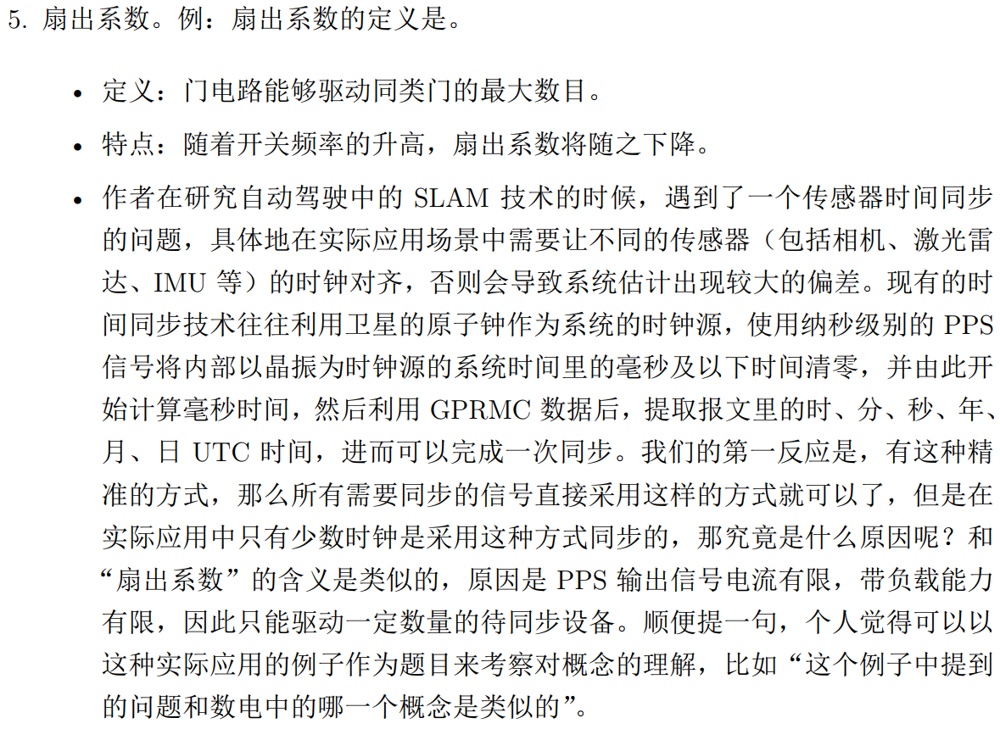 5. 扇出系数。例：扇出系数的定义是。
• 定义：门电路能够驱动同类门的最大数目。
• 特点：随着开关频率的升高，扇出系数将随之下降。
• 作者在研究自动驾驶中的 SLAM 技术的时候，遇到了一个传感器时间同步
的问题，具体地在实际应用场景中需要让不同的传感器（包括相机、激光雷
达、IMU 等）的时钟对齐，否则会导致系统估计出现较大的偏差。现有的时
间同步技术往往利用卫星的原子钟作为系统的时钟源，使用纳秒级别的 PPS
信号将内部以晶振为时钟源的系统时间里的毫秒及以下时间清零，并由此开
始计算毫秒时间，然后利用 GPRMC 数据后，提取报文里的时、分、秒、年、
月、日 UTC 时间，进而可以完成一次同步。我们的第一反应是，有这种精
准的方式，那么所有需要同步的信号直接采用这样的方式就可以了，但是在
实际应用中只有少数时钟是采用这种方式同步的，那究竟是什么原因呢？和
“扇出系数”的含义是类似的，原因是 PPS 输出信号电流有限，带负载能力
有限，因此只能驱动一定数量的待同步设备。顺便提一句，个人觉得可以以
这种实际应用的例子作为题目来考察对概念的理解，比如“这个例子中提到
的问题和数电中的哪一个概念是类似的”。